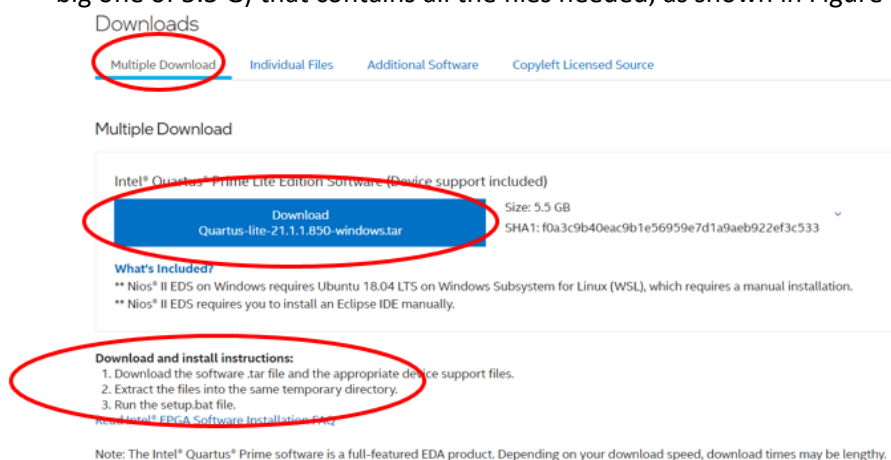 big one of 5.5 G) that contains all the files needed, as shown in Figure
Downloads
Multiple Download Individual Files Additional Software Copyleft Licensed Source
Multiple Download
Intel® Quartus® Prime Lite Edition Software (Device support included)
Download
Quartus-lite-21.1.1.850-windows.tar
Size: 5.5 GB
SHA1: f0a3c9b40eac9b1e56959e7d1a9aeb922ef3c533
What's Included?
** Nios® II EDS on Windows requires Ubuntu 18.04 LTS on Windows Subsystem for Linux (WSL), which requires a manual installation.
** Nios® II EDS requires you to install an Eclipse IDE manually.
Download and install instructions:
1. Download the software .tar file and the appropriate device support files.
2. Extract the files into the same temporary directory.
3. Run the setup.bat file.
Read Intel® FPGA Software Installation FAQ
Note: The Intel® Quartus® Prime software is a full-featured EDA product. Depending on your download speed, download times may be lengthy.